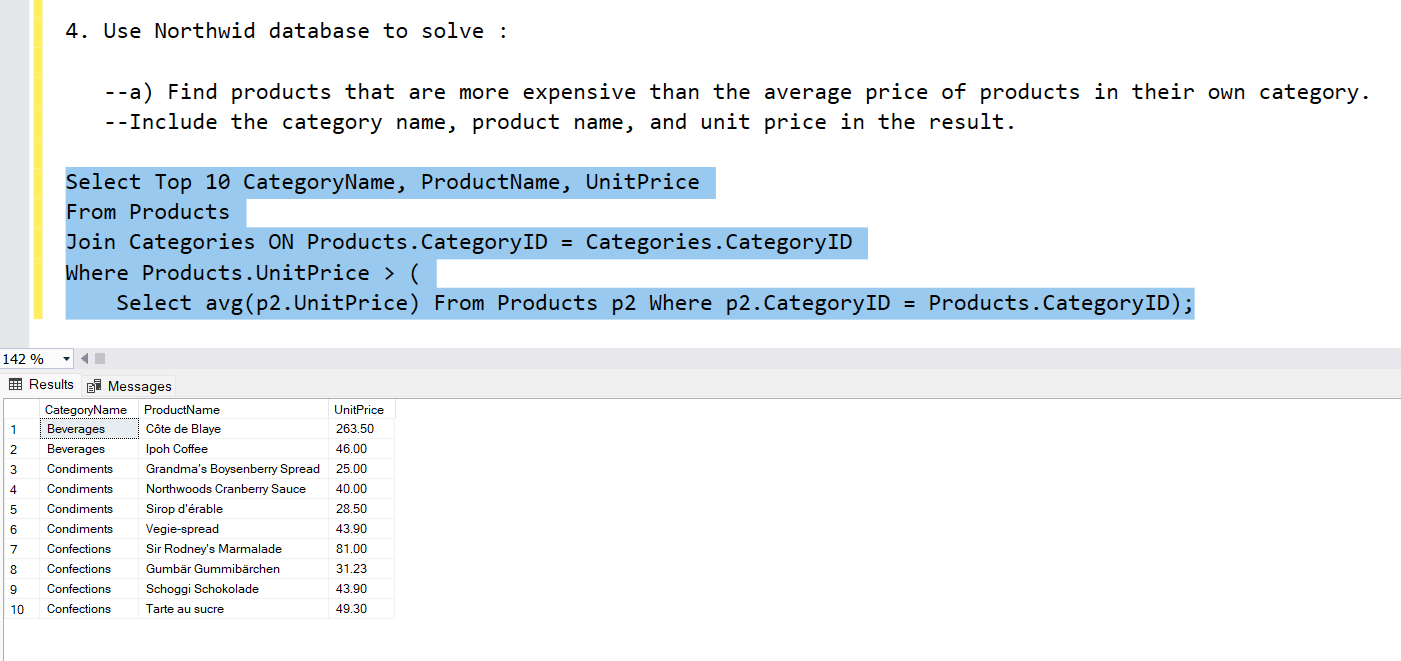 4. Use Northwid database to solve :
--a) Find products that are more expensive than the average price of products in their own category.
--Include the category name, product name, and unit price in the result.
Select Top 10 CategoryName, ProductName, UnitPrice
From Products
Join Categories ON Products.CategoryID = Categories.CategoryID
Where Products.UnitPrice > (
Select avg(p2.UnitPrice) From Products p2 Where p2.CategoryID = Products.CategoryID);
142 %
Results Messages
CategoryName ProductName UnitPrice
1 Beverages Côte de Blaye 263.50
2 Beverages Ipoh Coffee 46.00
3 Condiments Grandma's Boysenberry Spread 25.00
4 Condiments Northwoods Cranberry Sauce 40.00
5 Condiments Sirop d'érable 28.50
6 Condiments Vegie-spread 43.90
7 Confections Sir Rodney's Marmalade 81.00
8 Confections Gumbär Gummibärchen 31.23
9 Confections Schoggi Schokolade 43.90
10 Confections Tarte au sucre 49.30